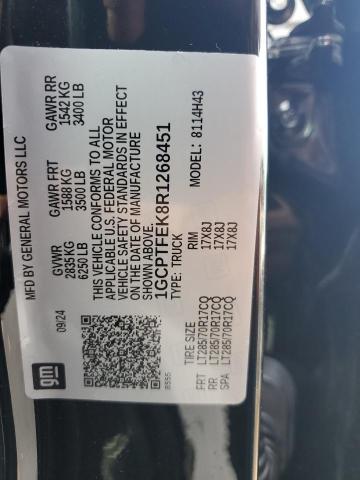 MFD BY GENERAL MOTORS LLC
09/24
GVWR
2835 KG
6250 LB
GAWR FRT
1588 KG
3500 LB
GAWR RR
1542 KG
3400 LB
THIS VEHICLE CONFORMS TO ALL
APPLICABLE U.S. FEDERAL MOTOR
VEHICLE SAFETY STANDARDS IN EFFECT
ON THE DATE OF MANUFACTURE
1GCPTFEK8R1268451
TYPE: TRUCK
MODEL: 8114H43
gm
8555
TIRE SIZE RIM
FRT LT285/70R17CQ 17X8J
RR LT285/70R17CQ 17X8J
SPA LT285/70R17CQ 17X8J